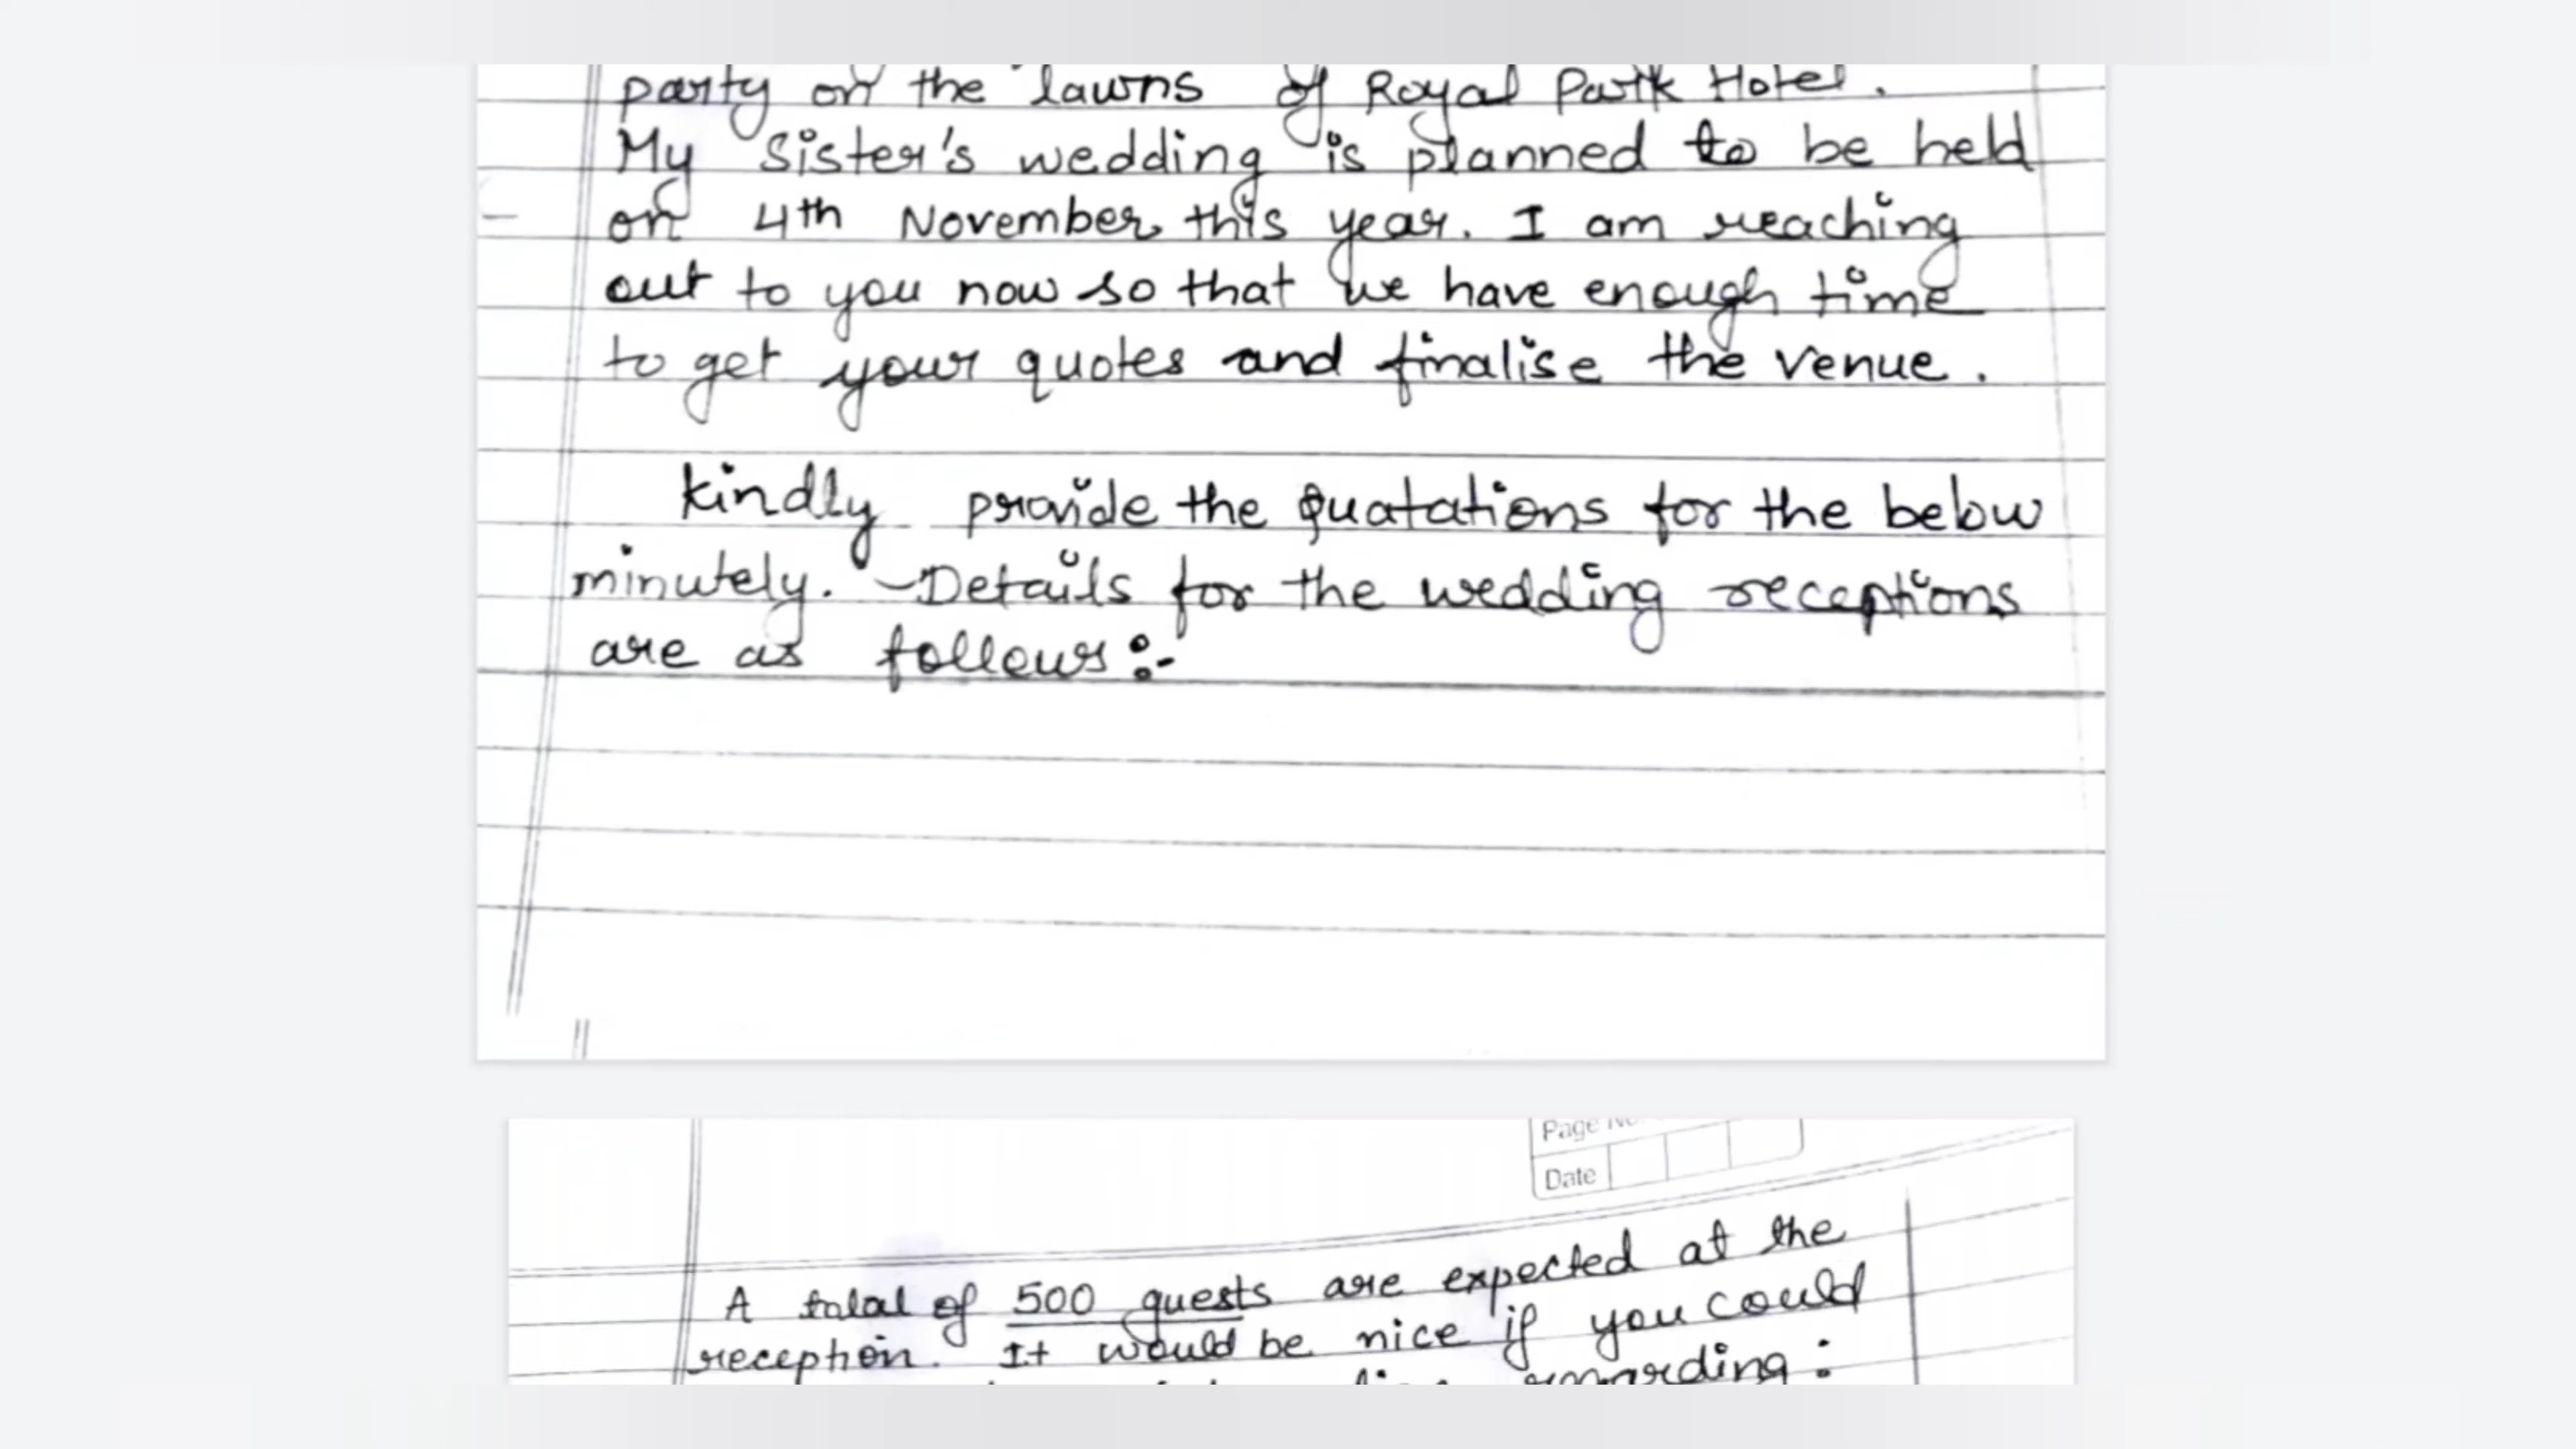 party on the lawns of Royal Park Hotel.
My Sister's wedding is planned to be held
on 4th November this year. I am reaching
out to you now so that we have enough time
to get your quotes and finalise the venue.
kindly provide the quatations for the below
minutely. -Details for the wedding receptions
are as follows :-
Page No.
Date
A total of 500 guests are expected at the
reception. It would be nice if you could
regarding :